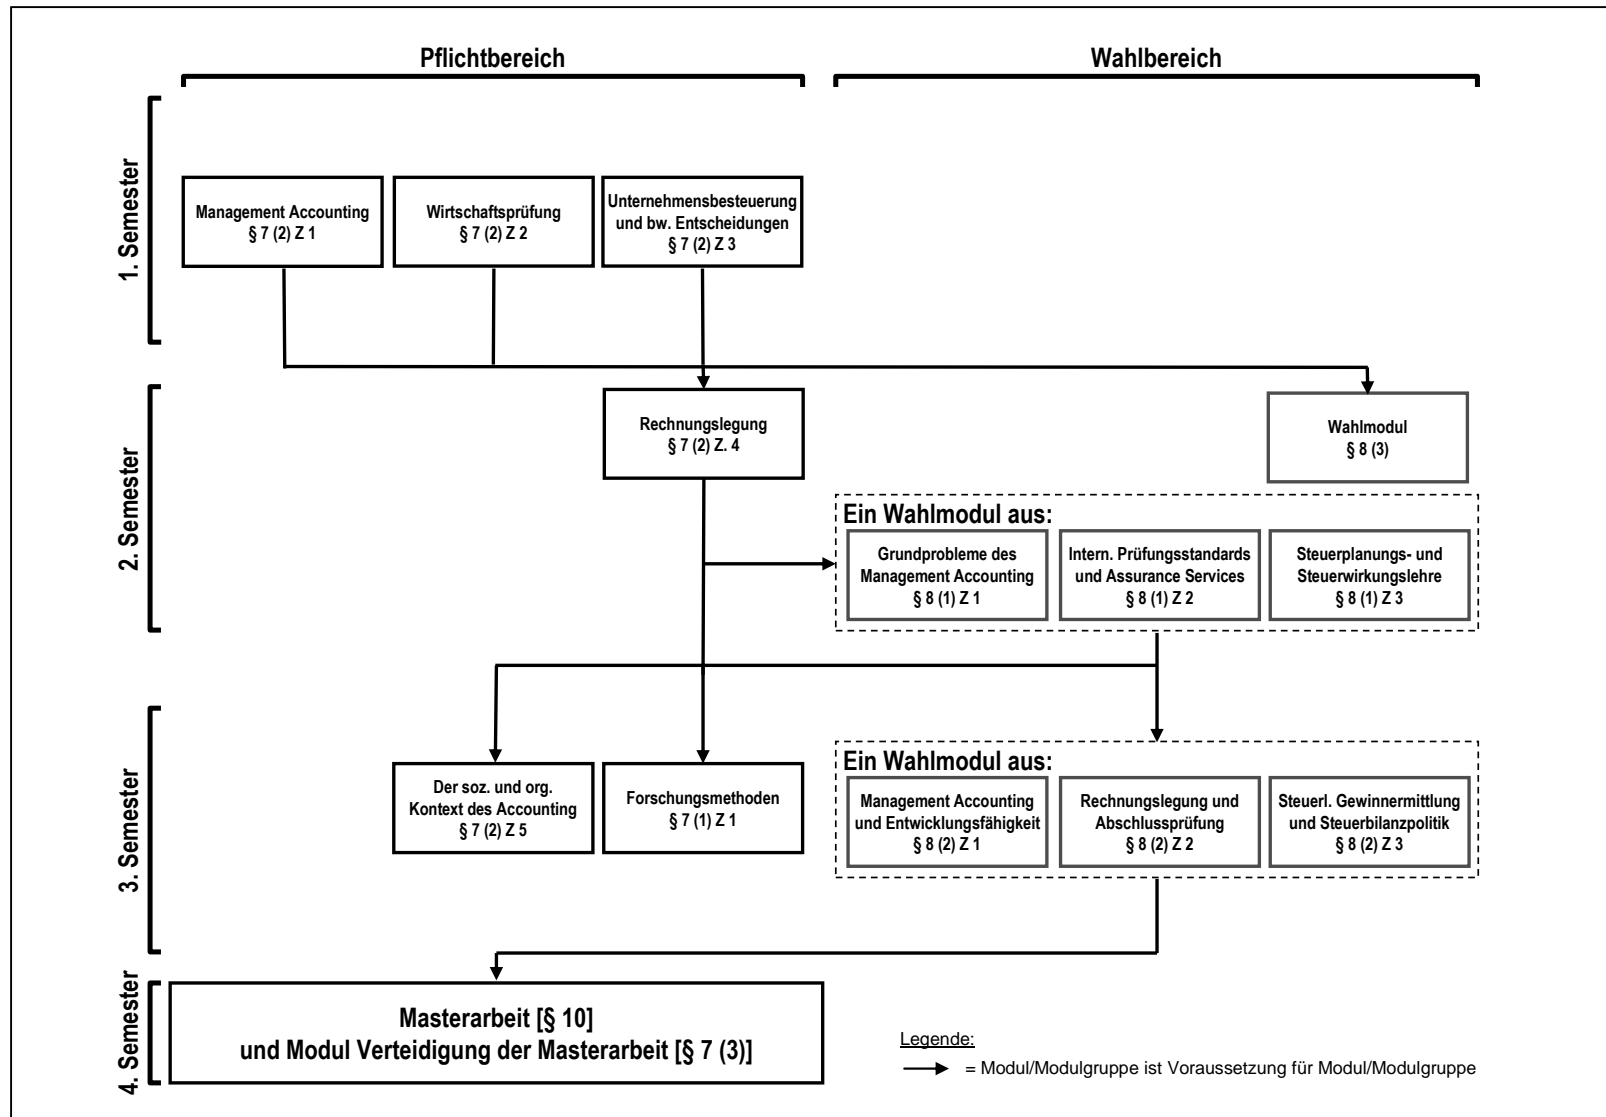 Pflichtbereich
Wahlbereich
1. Semester
Management Accounting
§ 7 (2) Z 1
Wirtschaftsprüfung
§ 7 (2) Z 2
Unternehmensbesteuerung
und bw. Entscheidungen
§ 7 (2) Z 3
2. Semester
Rechnungslegung
§ 7 (2) Z. 4
Wahlmodul
§ 8 (3)
Ein Wahlmodul aus:
Grundprobleme des
Management Accounting
§ 8 (1) Z 1
Intern. Prüfungsstandards
und Assurance Services
§ 8 (1) Z 2
Steuerplanungs- und
Steuerwirkungslehre
§ 8 (1) Z 3
3. Semester
Der soz. und org.
Kontext des Accounting
§ 7 (2) Z 5
Forschungsmethoden
§ 7 (1) Z 1
Ein Wahlmodul aus:
Management Accounting
und Entwicklungsfähigkeit
§ 8 (2) Z 1
Rechnungslegung und
Abschlussprüfung
§ 8 (2) Z 2
Steuerl. Gewinnermittlung
und Steuerbilanzpolitik
§ 8 (2) Z 3
4. Semester
Masterarbeit [§ 10]
und Modul Verteidigung der Masterarbeit [§ 7 (3)]
Legende:
= Modul/Modulgruppe ist Voraussetzung für Modul/Modulgruppe